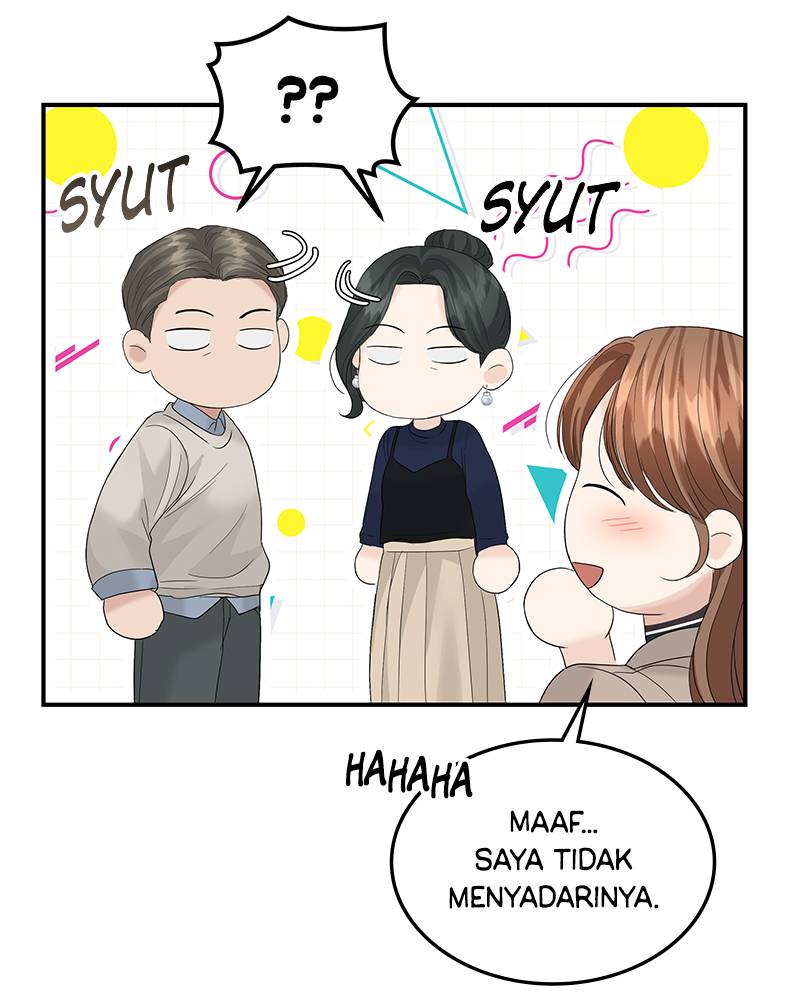 ??
SYUT
SYUT
HAHAHA
MAAF...
SAYA TIDAK
MENYADARINYA.